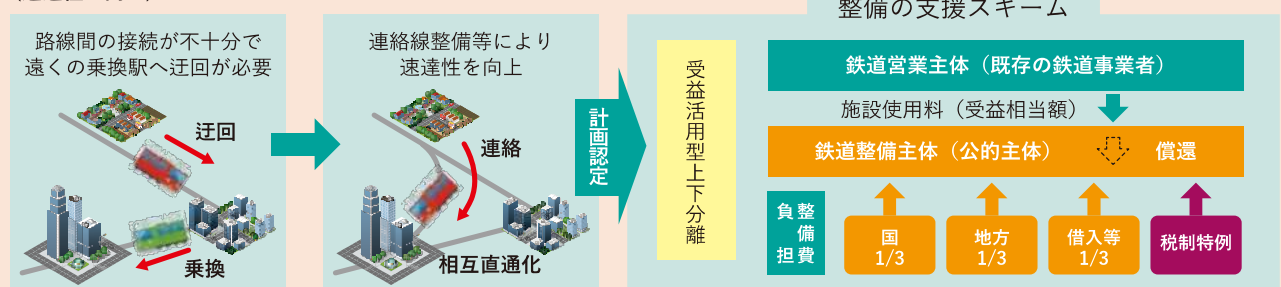 整備の支援スキーム
路線間の接続が不十分で
遠くの乗換駅へ迂回が必要
迂回
乗換
連絡線整備等により
速達性を向上
連絡
相互直通化
計画認定
受益活用型上下分離
鉄道営業主体（既存の鉄道事業者）
施設使用料（受益相当額）
鉄道整備主体（公的主体）
償還
整備費
負担
国
1/3
地方
1/3
借入等
1/3
税制特例